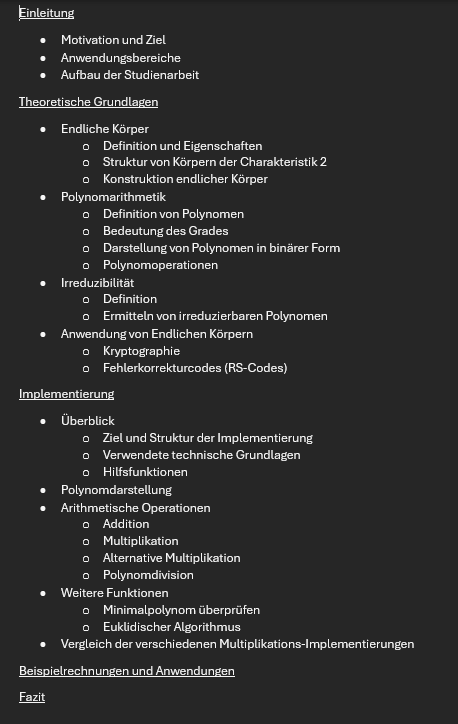 Einleitung
• Motivation und Ziel
• Anwendungsbereiche
• Aufbau der Studienarbeit
Theoretische Grundlagen
• Endliche Körper
o Definition und Eigenschaften
o Struktur von Körpern der Charakteristik 2
o Konstruktion endlicher Körper
• Polynomarithmetik
o Definition von Polynomen
o Bedeutung des Grades
o Darstellung von Polynomen in binärer Form
o Polynomoperationen
• Irreduzibilität
o Definition
o Ermitteln von irreduzierbaren Polynomen
• Anwendung von Endlichen Körpern
o Kryptographie
o Fehlerkorrekturcodes (RS-Codes)
Implementierung
• Überblick
o Ziel und Struktur der Implementierung
o Verwendete technische Grundlagen
o Hilfsfunktionen
• Polynomdarstellung
• Arithmetische Operationen
o Addition
o Multiplikation
o Alternative Multiplikation
o Polynomdivision
• Weitere Funktionen
o Minimalpolynom überprüfen
o Euklidischer Algorithmus
• Vergleich der verschiedenen Multiplikations-Implementierungen
Beispielrechnungen und Anwendungen
Fazit